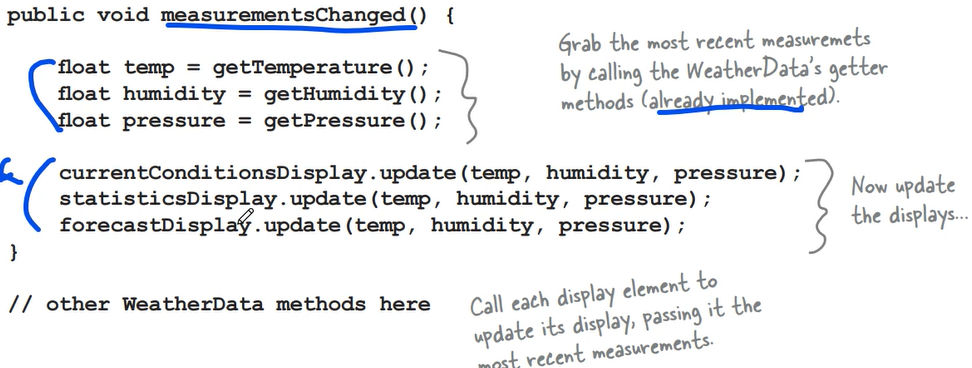 public void measurementsChanged() {
float temp = getTemperature();
float humidity = getHumidity();
float pressure = getPressure();
Grab the most recent measuremets
by calling the WeatherData's getter
methods (already implemented).
currentConditionsDisplay.update(temp, humidity, pressure);
statisticsDisplay.update(temp, humidity, pressure);
forecastDisplay.update(temp, humidity, pressure);
Now update
the displays...
}
// other WeatherData methods here
Call each display element to
update its display, passing it the
most recent measurements.